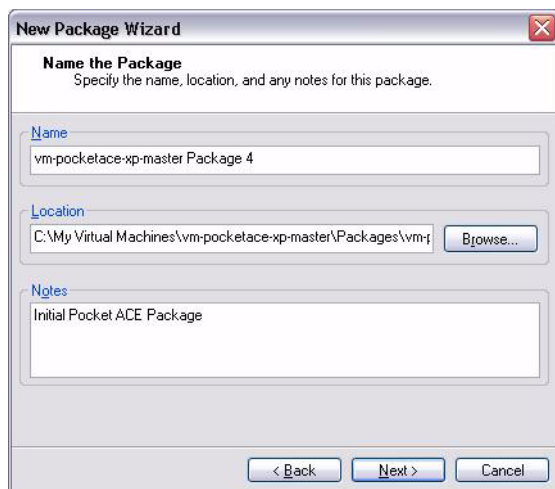 New Package Wizard
Name the Package
Specify the name, location, and any notes for this package.
Name
vm-pocketace-xp-master Package 4
Location
C:\My Virtual Machines\vm-pocketace-xp-master\Packages\vm-p
Browse...
Notes
Initial Pocket ACE Package
< Back
Next >
Cancel